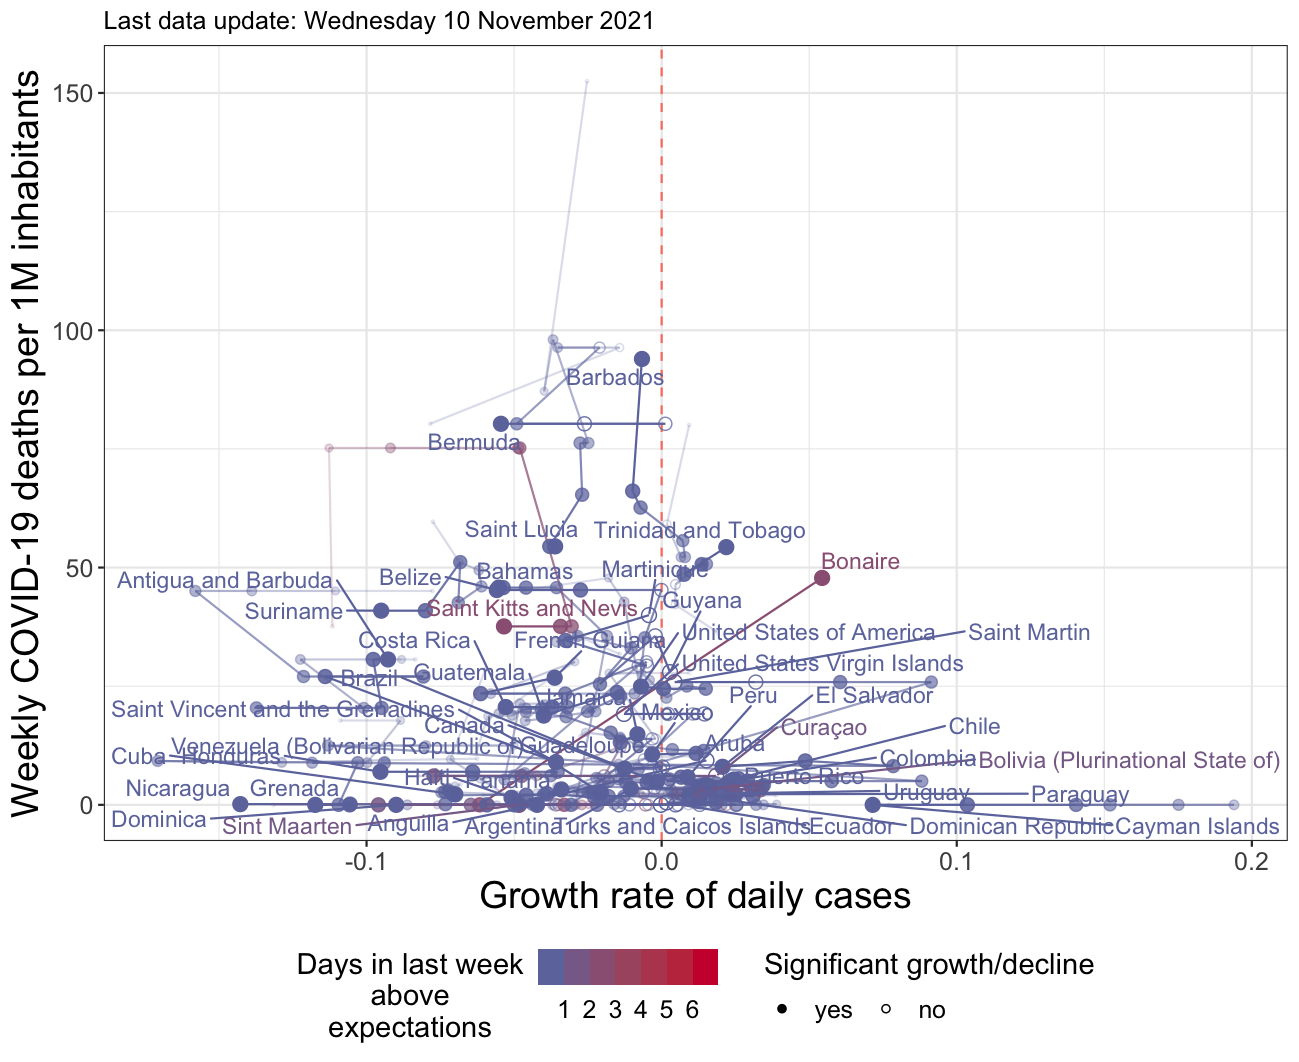 Last data update: Wednesday 10 November 2021
Weekly COVID-19 deaths per 1M inhabitants
150
100
50
0
Barbados
Bermuda
Saint Lucia
Trinidad and Tobago
Bonaire
Antigua and Barbuda
Belize
Bahamas
Martinique
Suriname
Saint Kitts and Nevis
Guyana
Costa Rica
French Guiana
United States of America
Saint Martin
Brazil
Guatemala
United States Virgin Islands
Jamaica
Peru
El Salvador
Saint Vincent and the Grenadines
Mexico
Canada
Curaçao
Chile
Cuba
Honduras
Venezuela (Bolivarian Republic of)
Guadeloupe
Aruba
Colombia
Bolivia (Plurinational State of)
Nicaragua
Grenada
Haiti
Panama
Puerto Rico
Uruguay
Paraguay
Dominica
Sint Maarten
Anguilla
Argentina
Turks and Caicos Islands
Ecuador
Dominican Republic
Cayman Islands
-0.1
0.0
0.1
0.2
Growth rate of daily cases
Days in last week
above
expectations
1 2 3 4 5 6
Significant growth/decline
yes
no